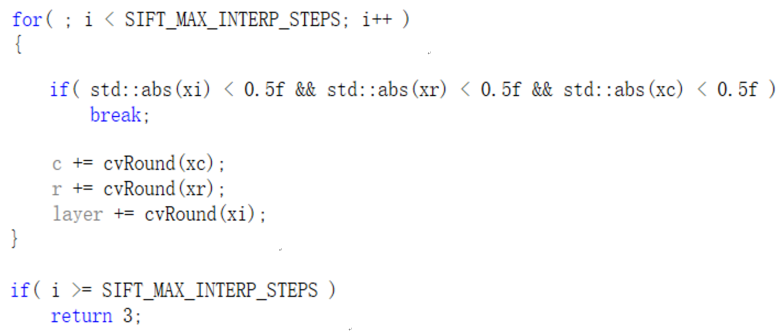 for( ; i < SIFT_MAX_INTERP_STEPS; i++ )
{
if( std::abs(xi) < 0.5f && std::abs(xr) < 0.5f && std::abs(xc) < 0.5f )
break;
c += cvRound(xc);
r += cvRound(xr);
layer += cvRound(xi);
}
if( i >= SIFT_MAX_INTERP_STEPS )
return 3;